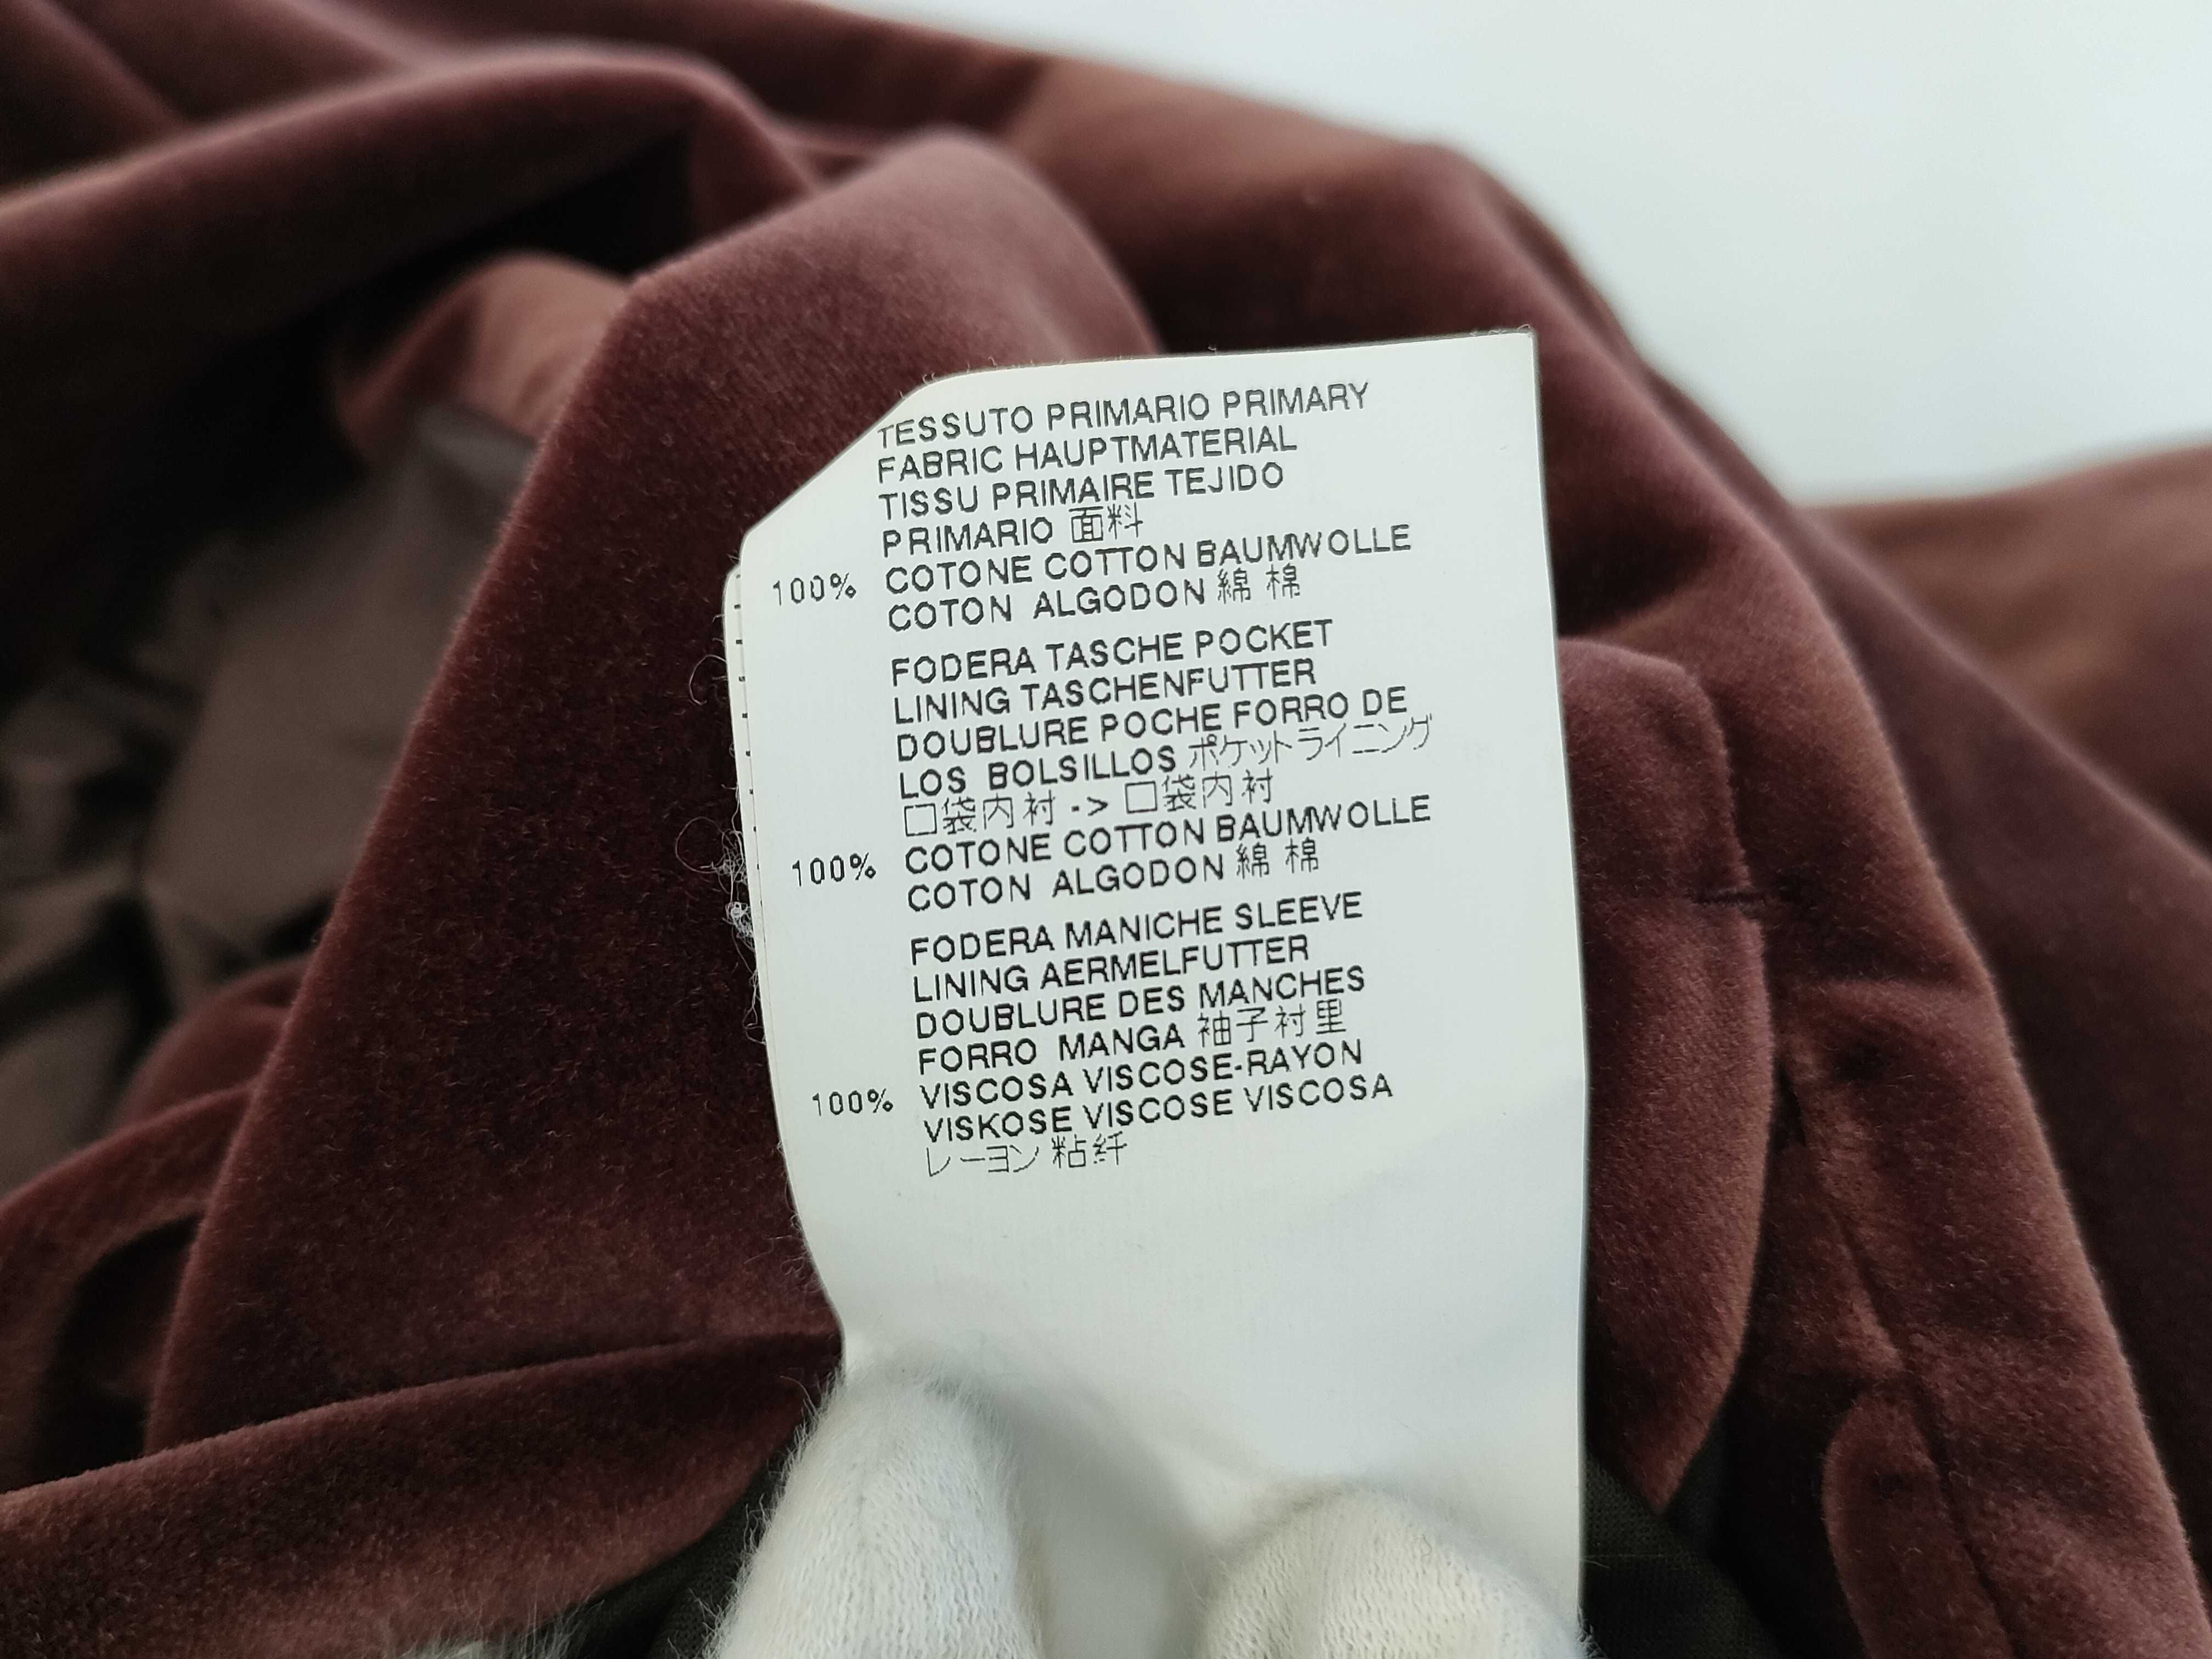 TESSUTO PRIMARIO PRIMARY
FABRIC HAUPTMATERIAL
TISSU PRIMAIRE TEJIDO
PRIMARIO 面料
100% COTONE COTTON BAUMWOLLE
COTON ALGODON 綿 棉
FODERA TASCHE POCKET
LINING TASCHENFUTTER
DOUBLURE POCHE FORRO DE
LOS BOLSILLOS ポケットライニング
口袋内衬 -> 口袋内衬
100% COTONE COTTON BAUMWOLLE
COTON ALGODON 綿 棉
FODERA MANICHE SLEEVE
LINING AERMELFUTTER
DOUBLURE DES MANCHES
FORRO MANGA 袖子衬里
100% VISCOSA VISCOSE-RAYON
VISKOSE VISCOSE VISCOSA
レーヨン 粘纤